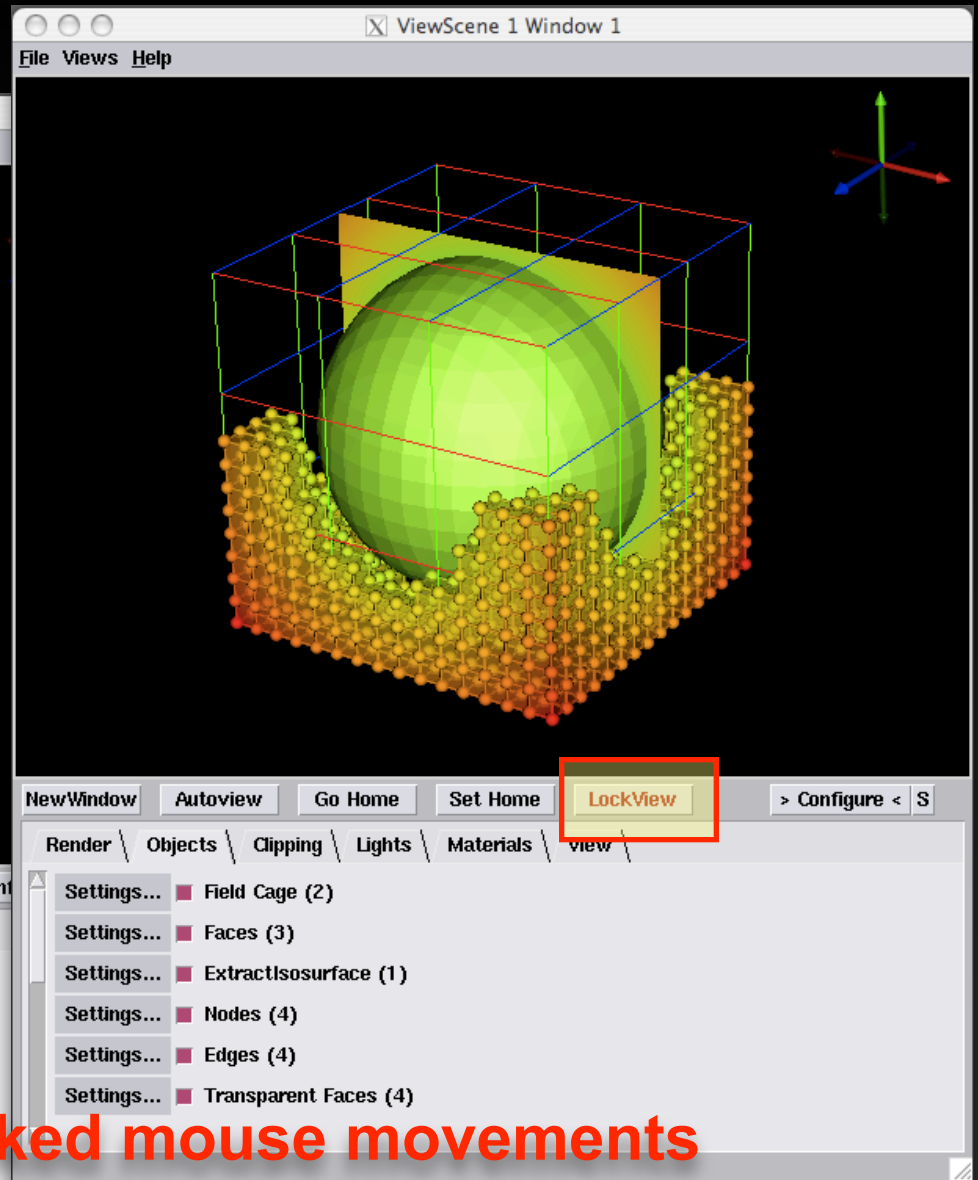 ViewScene 1 Window 1
File Views Help
NewWindow Autoview Go Home Set Home LockView > Configure < S
Render Objects Clipping Lights Materials View
Settings... Field Cage (2)
Settings... Faces (3)
Settings... ExtractIsosurface (1)
Settings... Nodes (4)
Settings... Edges (4)
Settings... Transparent Faces (4)
ked mouse movements